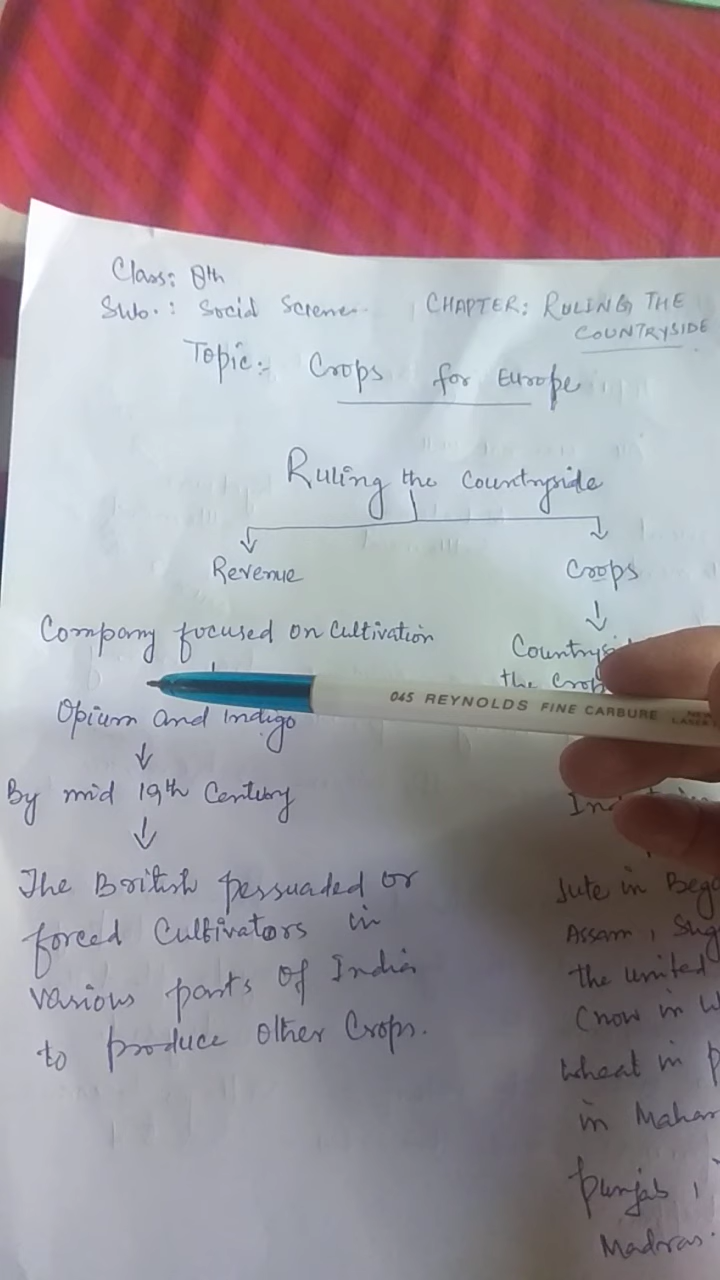 Class: 8th
Sub.: Social Science
CHAPTER: RULING THE
COUNTRYSIDE
Topic:- Crops for Europe
Ruling the Countryside
Revenue
Crops
Company focused on Cultivation
Opium and Indigo
By mid 19th Century
The British persuaded or
forced Cultivators in
various parts of India
to produce other Crops.
the Crop
045 REYNOLDS FINE CARBURE
LASER
Jute in
Assam,
the united
(now in
wheat in
in
Punjab,
Madras.